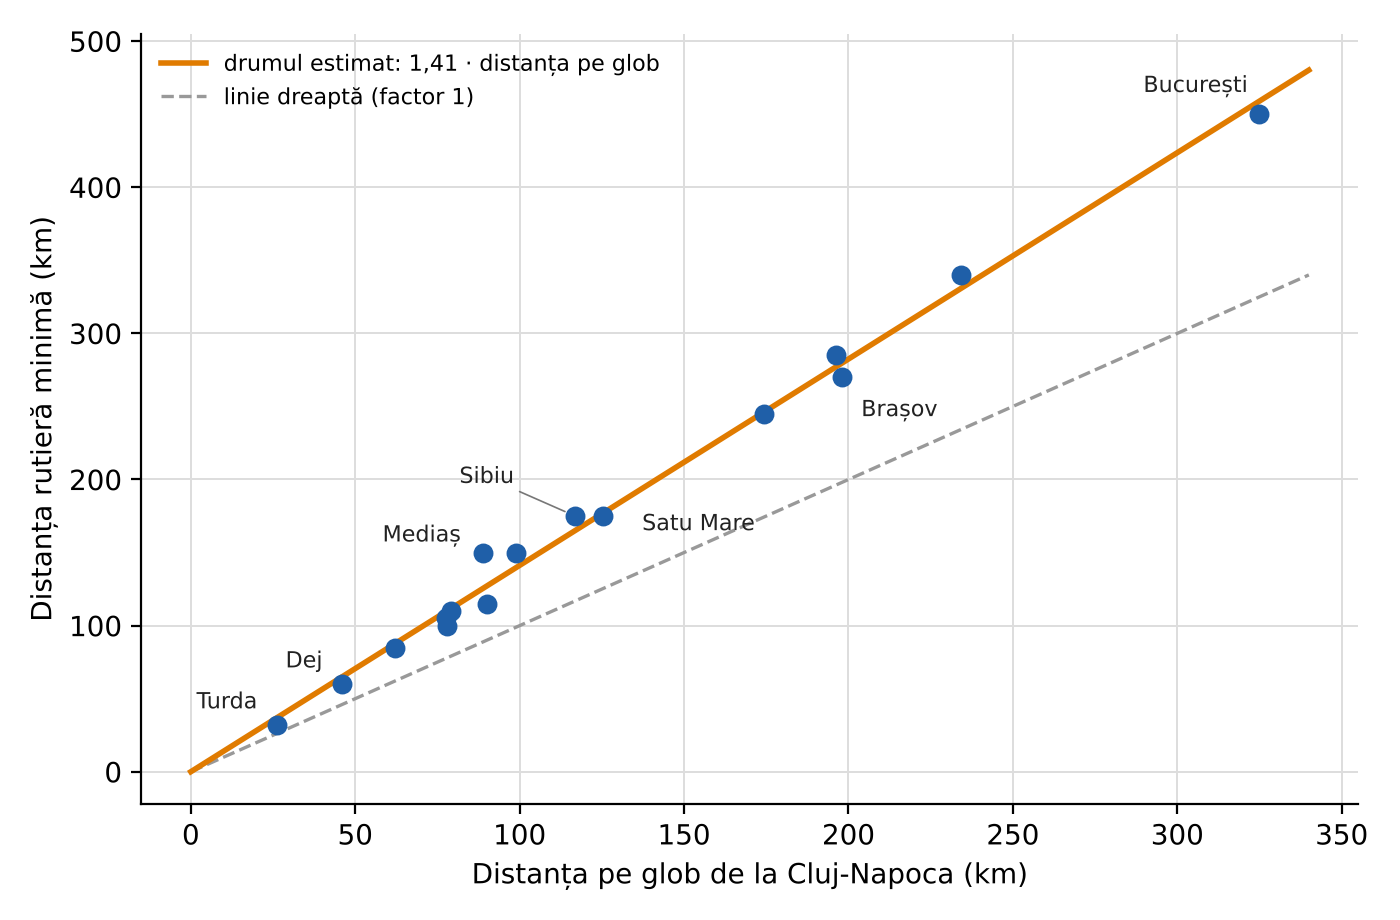 500
400
300
200
100
0
Distanța rutieră minimă (km)
drumul estimat: 1,41 · distanța pe glob
linie dreaptă (factor 1)
București
Brașov
Sibiu
Satu Mare
Mediaș
Dej
Turda
0 50 100 150 200 250 300 350
Distanța pe glob de la Cluj-Napoca (km)